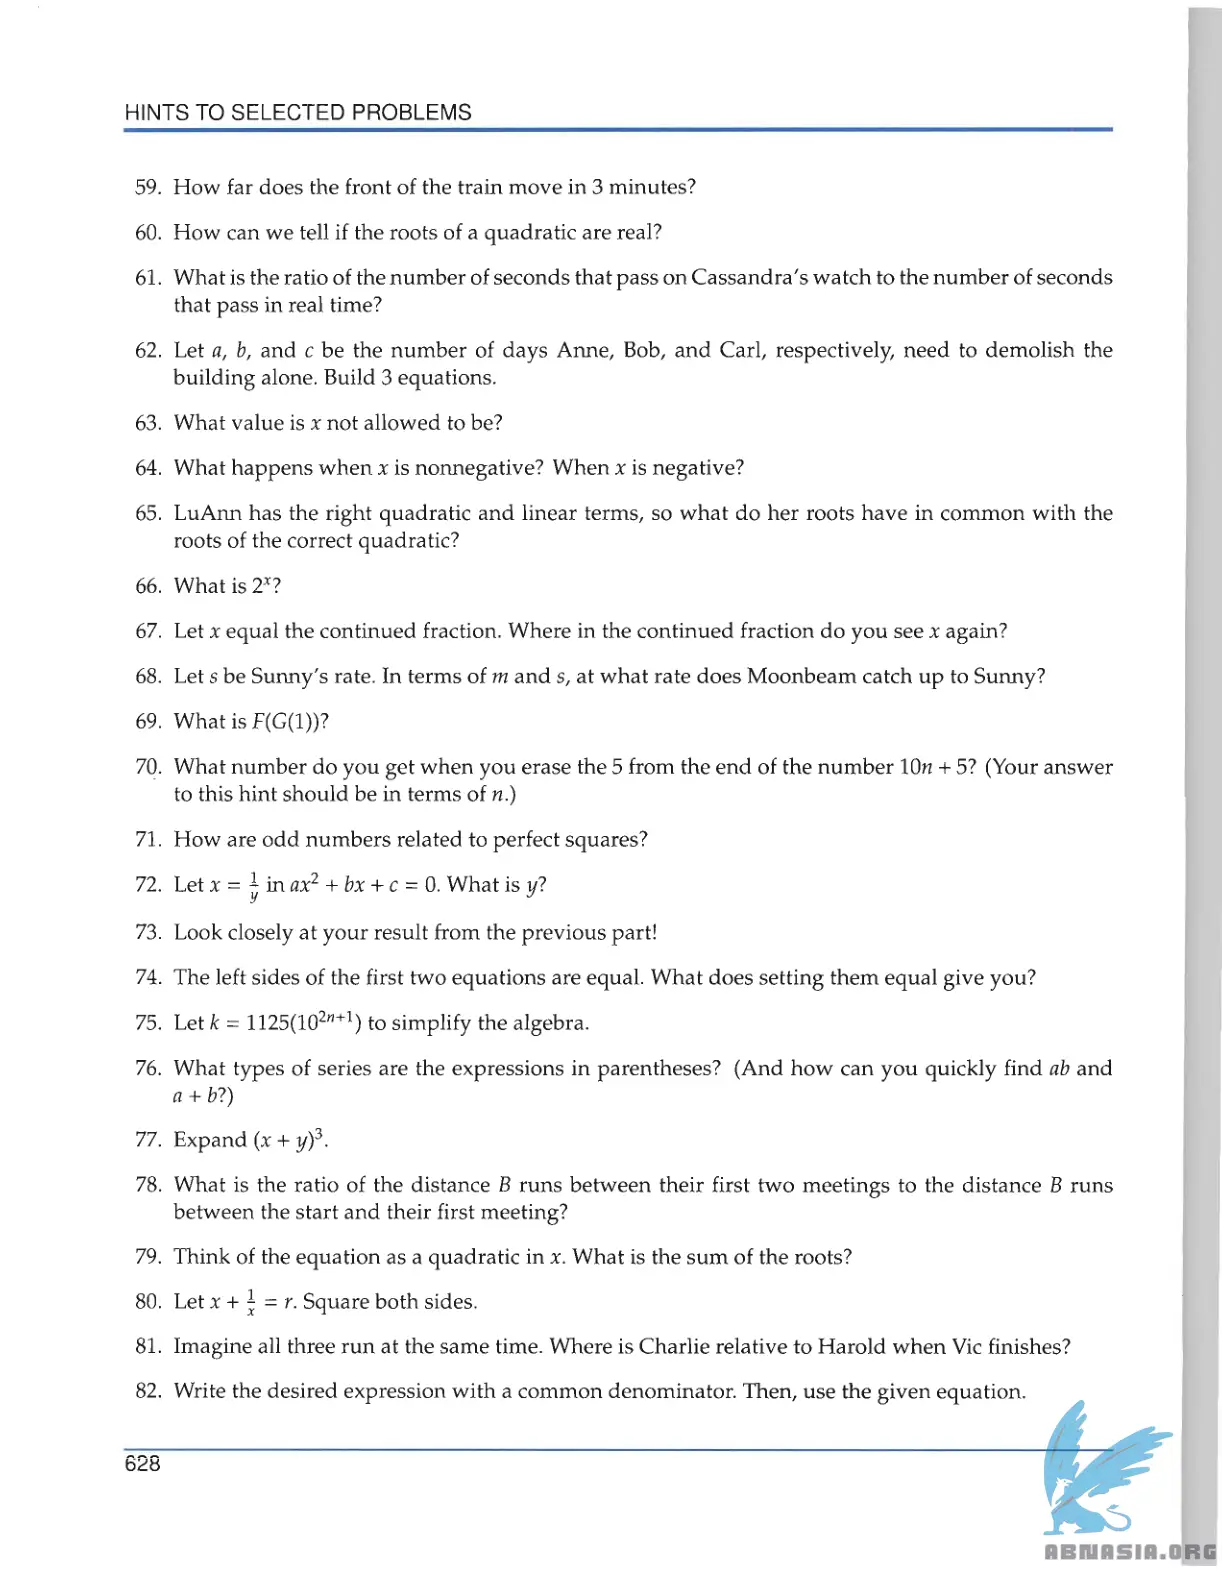 HINTS TO SELECTED PROBLEMS
59. How far does the front of the train move in 3 minutes?
60. How can we tell if the roots of a quadratic are real?
61. What is the ratio of the number of seconds that pass on Cassandra's watch to the number of seconds
that pass in real time?
62. Let a, b, and c be the number of days Anne, Bob, and Carl, respectively, need to demolish the
building alone. Build 3 equations.
63. What value is x not allowed to be?
64. What happens when x is nonnegative? When x is negative?
65. LuAnn has the right quadratic and linear terms, so what do her roots have in common with the
roots of the correct quadratic?
66. What is 2ˣ?
67. Let x equal the continued fraction. Where in the continued fraction do you see x again?
68. Let s be Sunny's rate. In terms of m and s, at what rate does Moonbeam catch up to Sunny?
69. What is F(G(1))?
70. What number do you get when you erase the 5 from the end of the number 10n + 5? (Your answer
to this hint should be in terms of n.)
71. How are odd numbers related to perfect squares?
72. Let x = 1/y in ax² + bx + c = 0. What is y?
73. Look closely at your result from the previous part!
74. The left sides of the first two equations are equal. What does setting them equal give you?
75. Let k = 1125(10²ⁿ⁺¹) to simplify the algebra.
76. What types of series are the expressions in parentheses? (And how can you quickly find ab and
a + b?)
77. Expand (x + y)³.
78. What is the ratio of the distance B runs between their first two meetings to the distance B runs
between the start and their first meeting?
79. Think of the equation as a quadratic in x. What is the sum of the roots?
80. Let x + 1/x = r. Square both sides.
81. Imagine all three run at the same time. Where is Charlie relative to Harold when Vic finishes?
82. Write the desired expression with a common denominator. Then, use the given equation.
628
ABNASIA.ORG